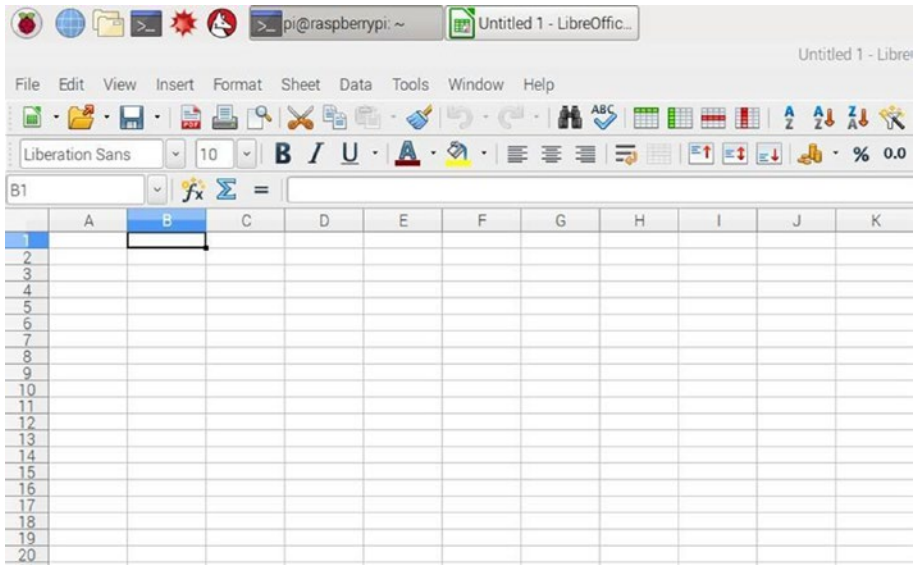 pi@raspberrypi: ~ Untitled 1 - LibreOffic...
Untitled 1 - Libre
File Edit View Insert Format Sheet Data Tools Window Help
ABC A Z A Z Z A
Liberation Sans 10 B I U A % 0.0
B1 fx Σ =
A B C D E F G H I J K
1
2
3
4
5
6
7
8
9
10
11
12
13
14
15
16
17
18
19
20